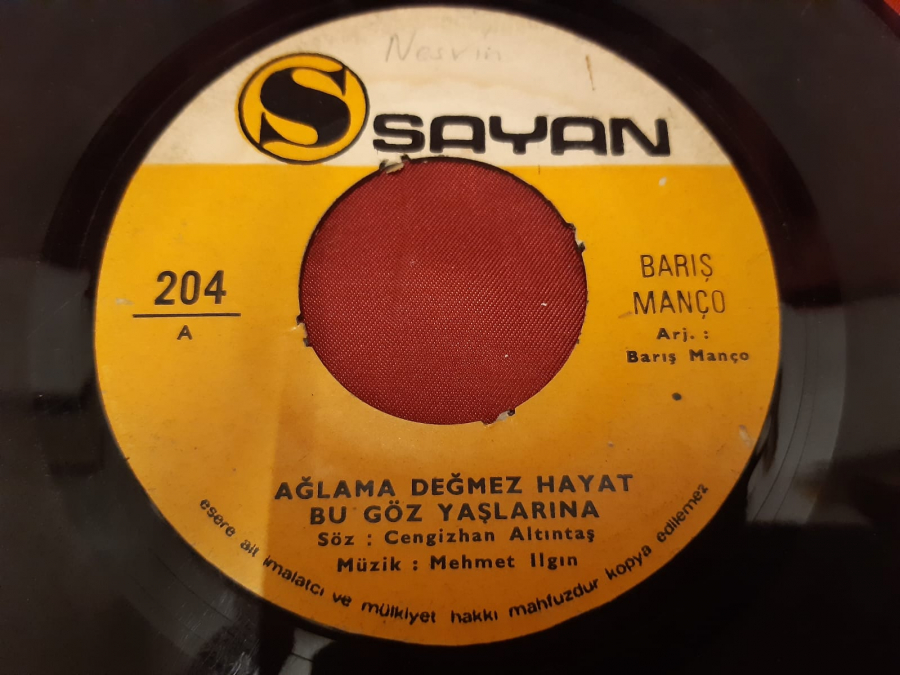 Nesrin
S SAYAN
204
A
BARIŞ
MANÇO
Arj. :
Barış Manço
AĞLAMA DEĞMEZ HAYAT
BU GÖZ YAŞLARINA
Söz : Cengizhan Altıntaş
Müzik : Mehmet Ilgın
esere ait imalatcı ve mülkiyet hakkı mahfuzdur kopya edilemez